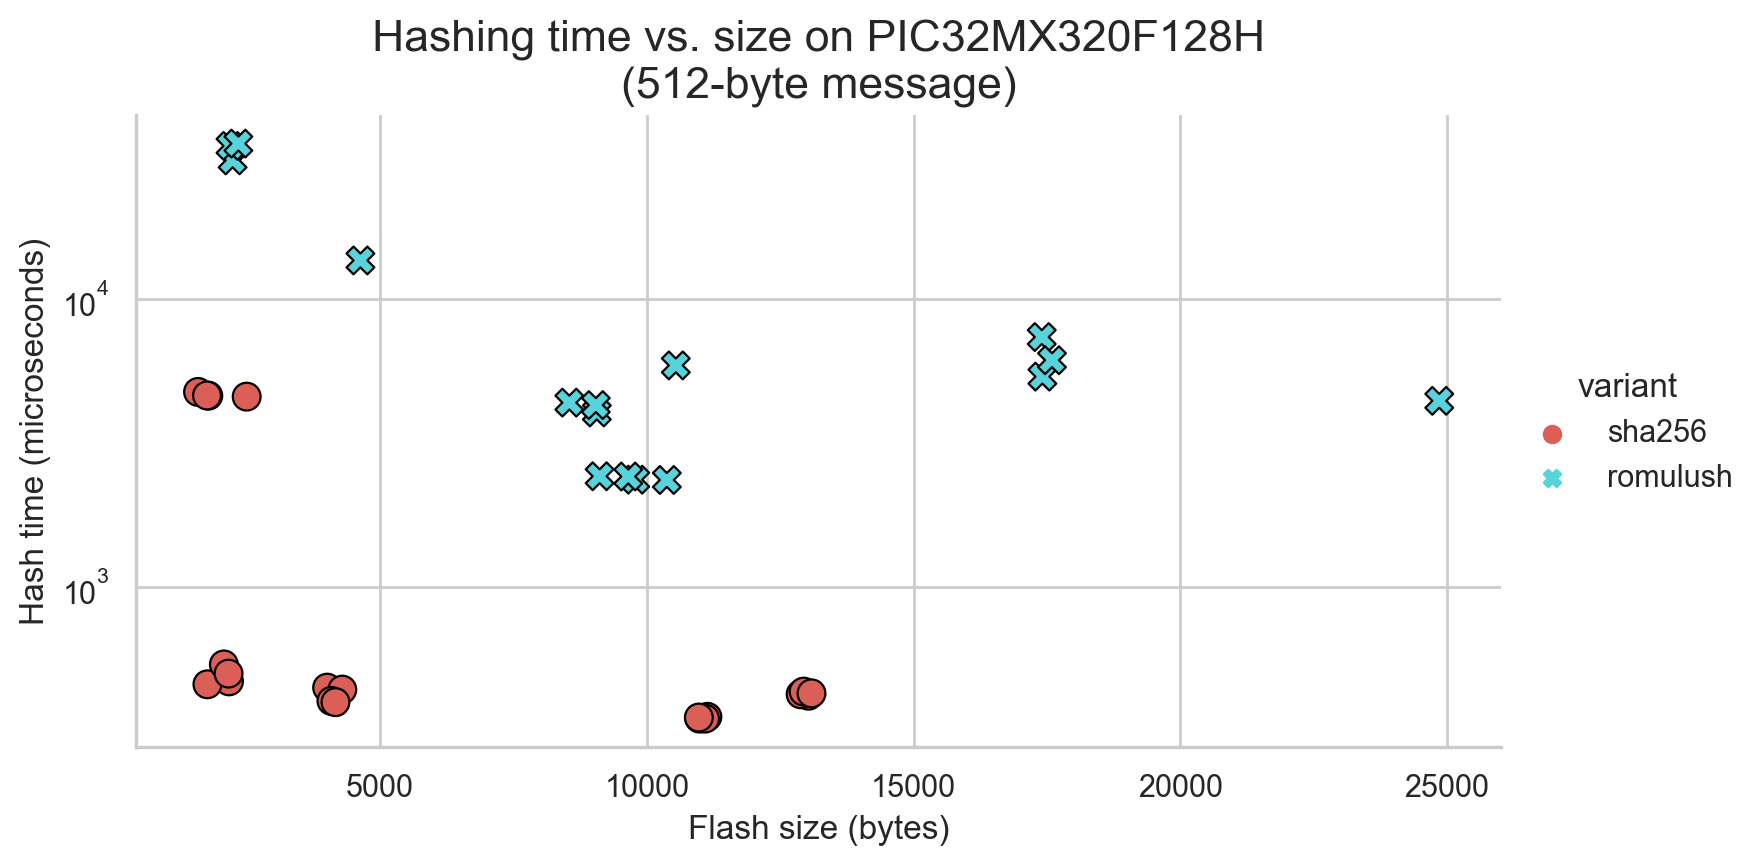 Hashing time vs. size on PIC32MX320F128H
(512-byte message)
Hash time (microseconds)
10⁴
10³
5000
10000
15000
20000
25000
Flash size (bytes)
variant
sha256
romulush